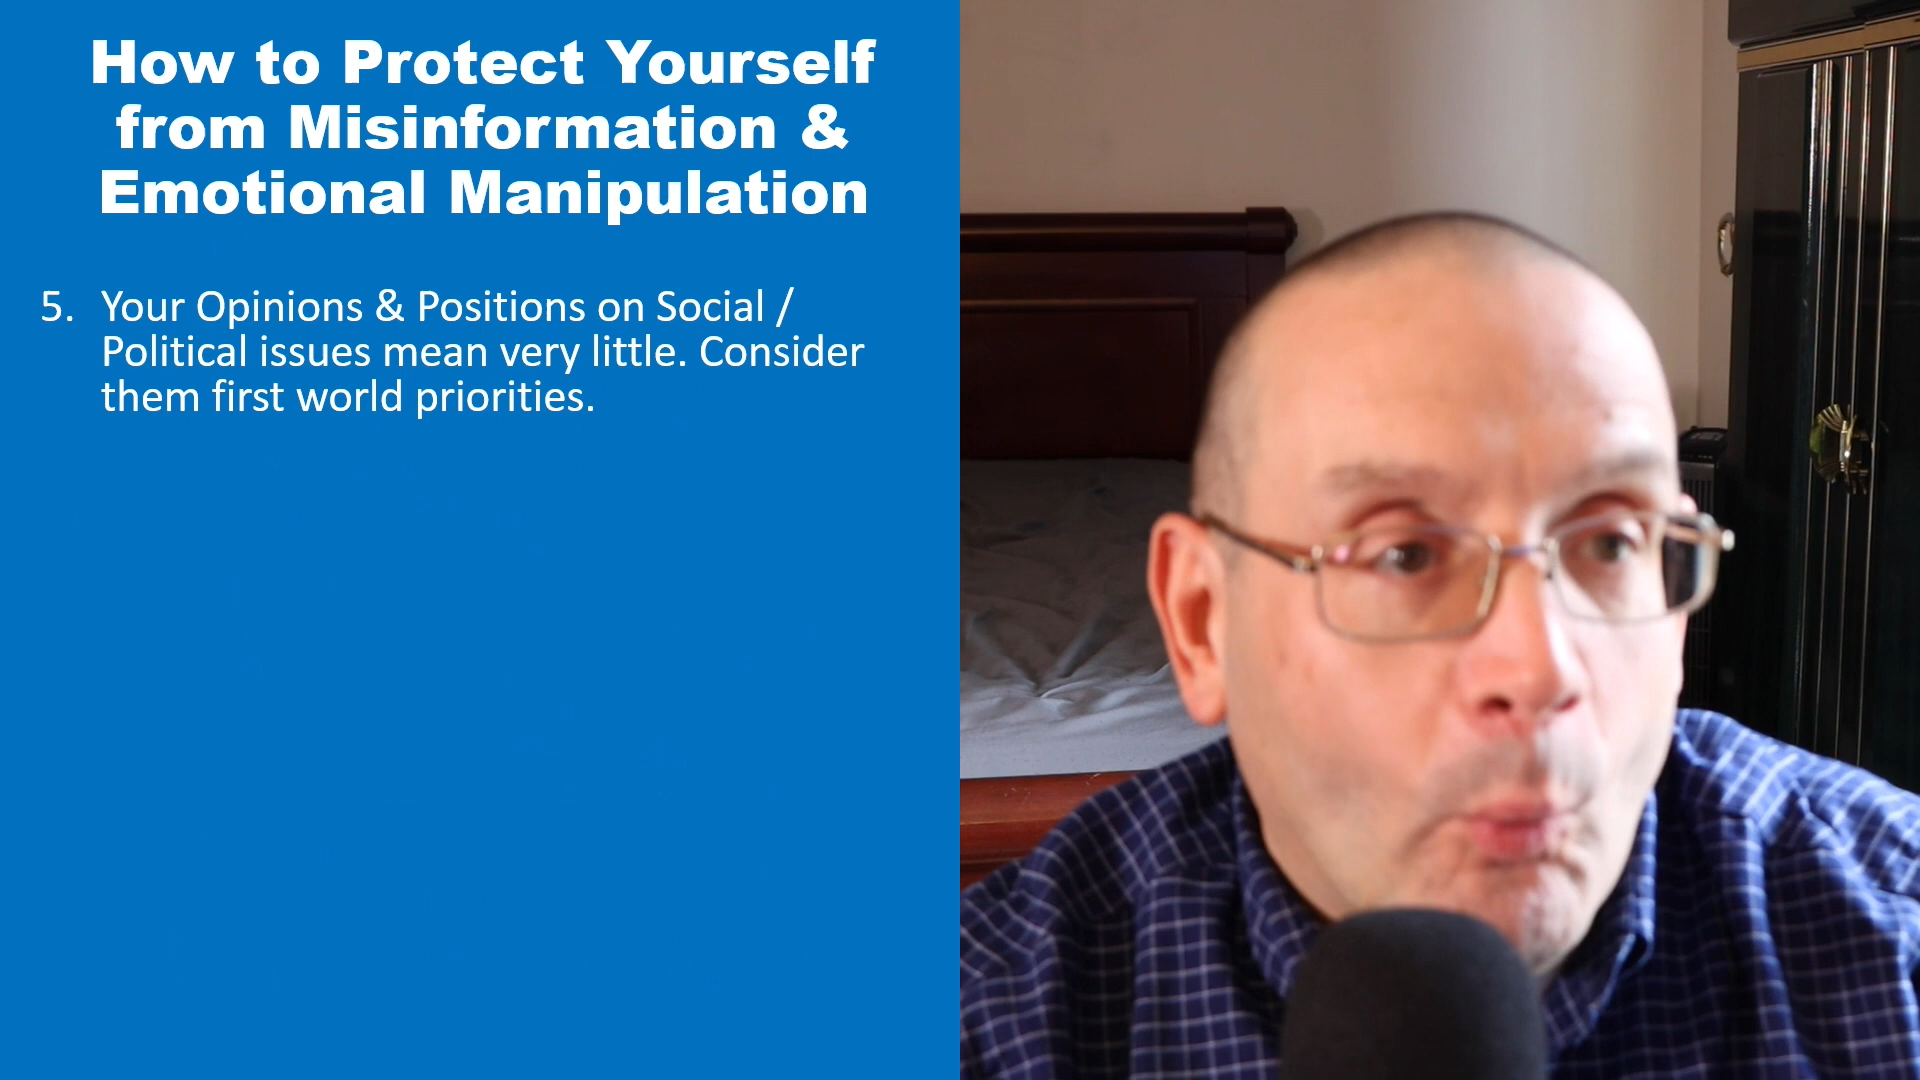 How to Protect Yourself
from Misinformation &
Emotional Manipulation
5. Your Opinions & Positions on Social /
Political issues mean very little. Consider
them first world priorities.